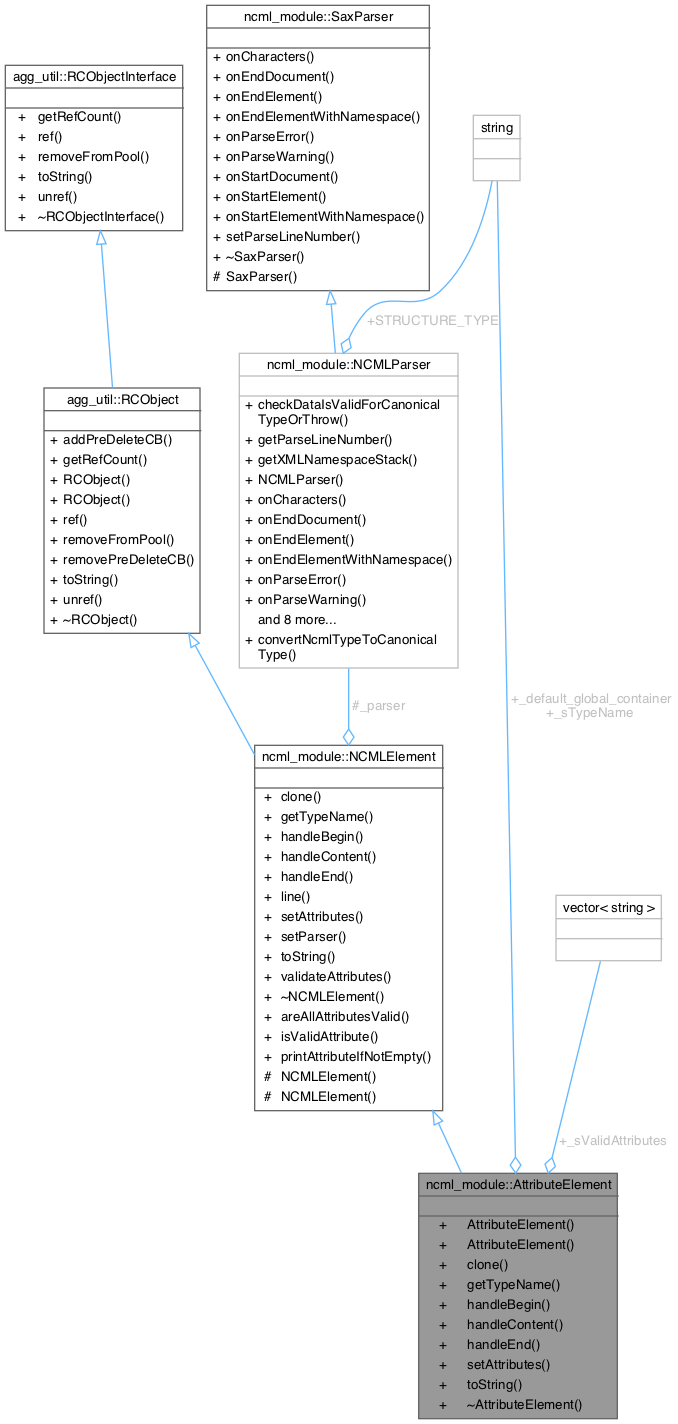 ncml_module::SaxParser
+ onCharacters()
+ onEndDocument()
+ onEndElement()
+ onEndElementWithNamespace()
+ onParseError()
+ onParseWarning()
+ onStartDocument()
+ onStartElement()
+ onStartElementWithNamespace()
+ setParseLineNumber()
+ ~SaxParser()
# SaxParser()
agg_util::RCObjectInterface
+ getRefCount()
+ ref()
+ removeFromPool()
+ toString()
+ unref()
+ ~RCObjectInterface()
string
+STRUCTURE_TYPE
ncml_module::NCMLParser
+ checkDataIsValidForCanonical
TypeOrThrow()
+ getParseLineNumber()
+ getXMLNamespaceStack()
+ NCMLParser()
+ onCharacters()
+ onEndDocument()
+ onEndElement()
+ onEndElementWithNamespace()
+ onParseError()
+ onParseWarning()
and 8 more...
+ convertNcmlTypeToCanonical
Type()
agg_util::RCObject
+ addPreDeleteCB()
+ getRefCount()
+ RCObject()
+ RCObject()
+ ref()
+ removeFromPool()
+ removePreDeleteCB()
+ toString()
+ unref()
+ ~RCObject()
#_parser
+_default_global_container
+_sTypeName
ncml_module::NCMLElement
+ clone()
+ getTypeName()
+ handleBegin()
+ handleContent()
+ handleEnd()
+ line()
+ setAttributes()
+ setParser()
+ toString()
+ validateAttributes()
+ ~NCMLElement()
+ areAllAttributesValid()
+ isValidAttribute()
+ printAttributeIfNotEmpty()
# NCMLElement()
# NCMLElement()
vector< string >
+_sValidAttributes
ncml_module::AttributeElement
+ AttributeElement()
+ AttributeElement()
+ clone()
+ getTypeName()
+ handleBegin()
+ handleContent()
+ handleEnd()
+ setAttributes()
+ toString()
+ ~AttributeElement()